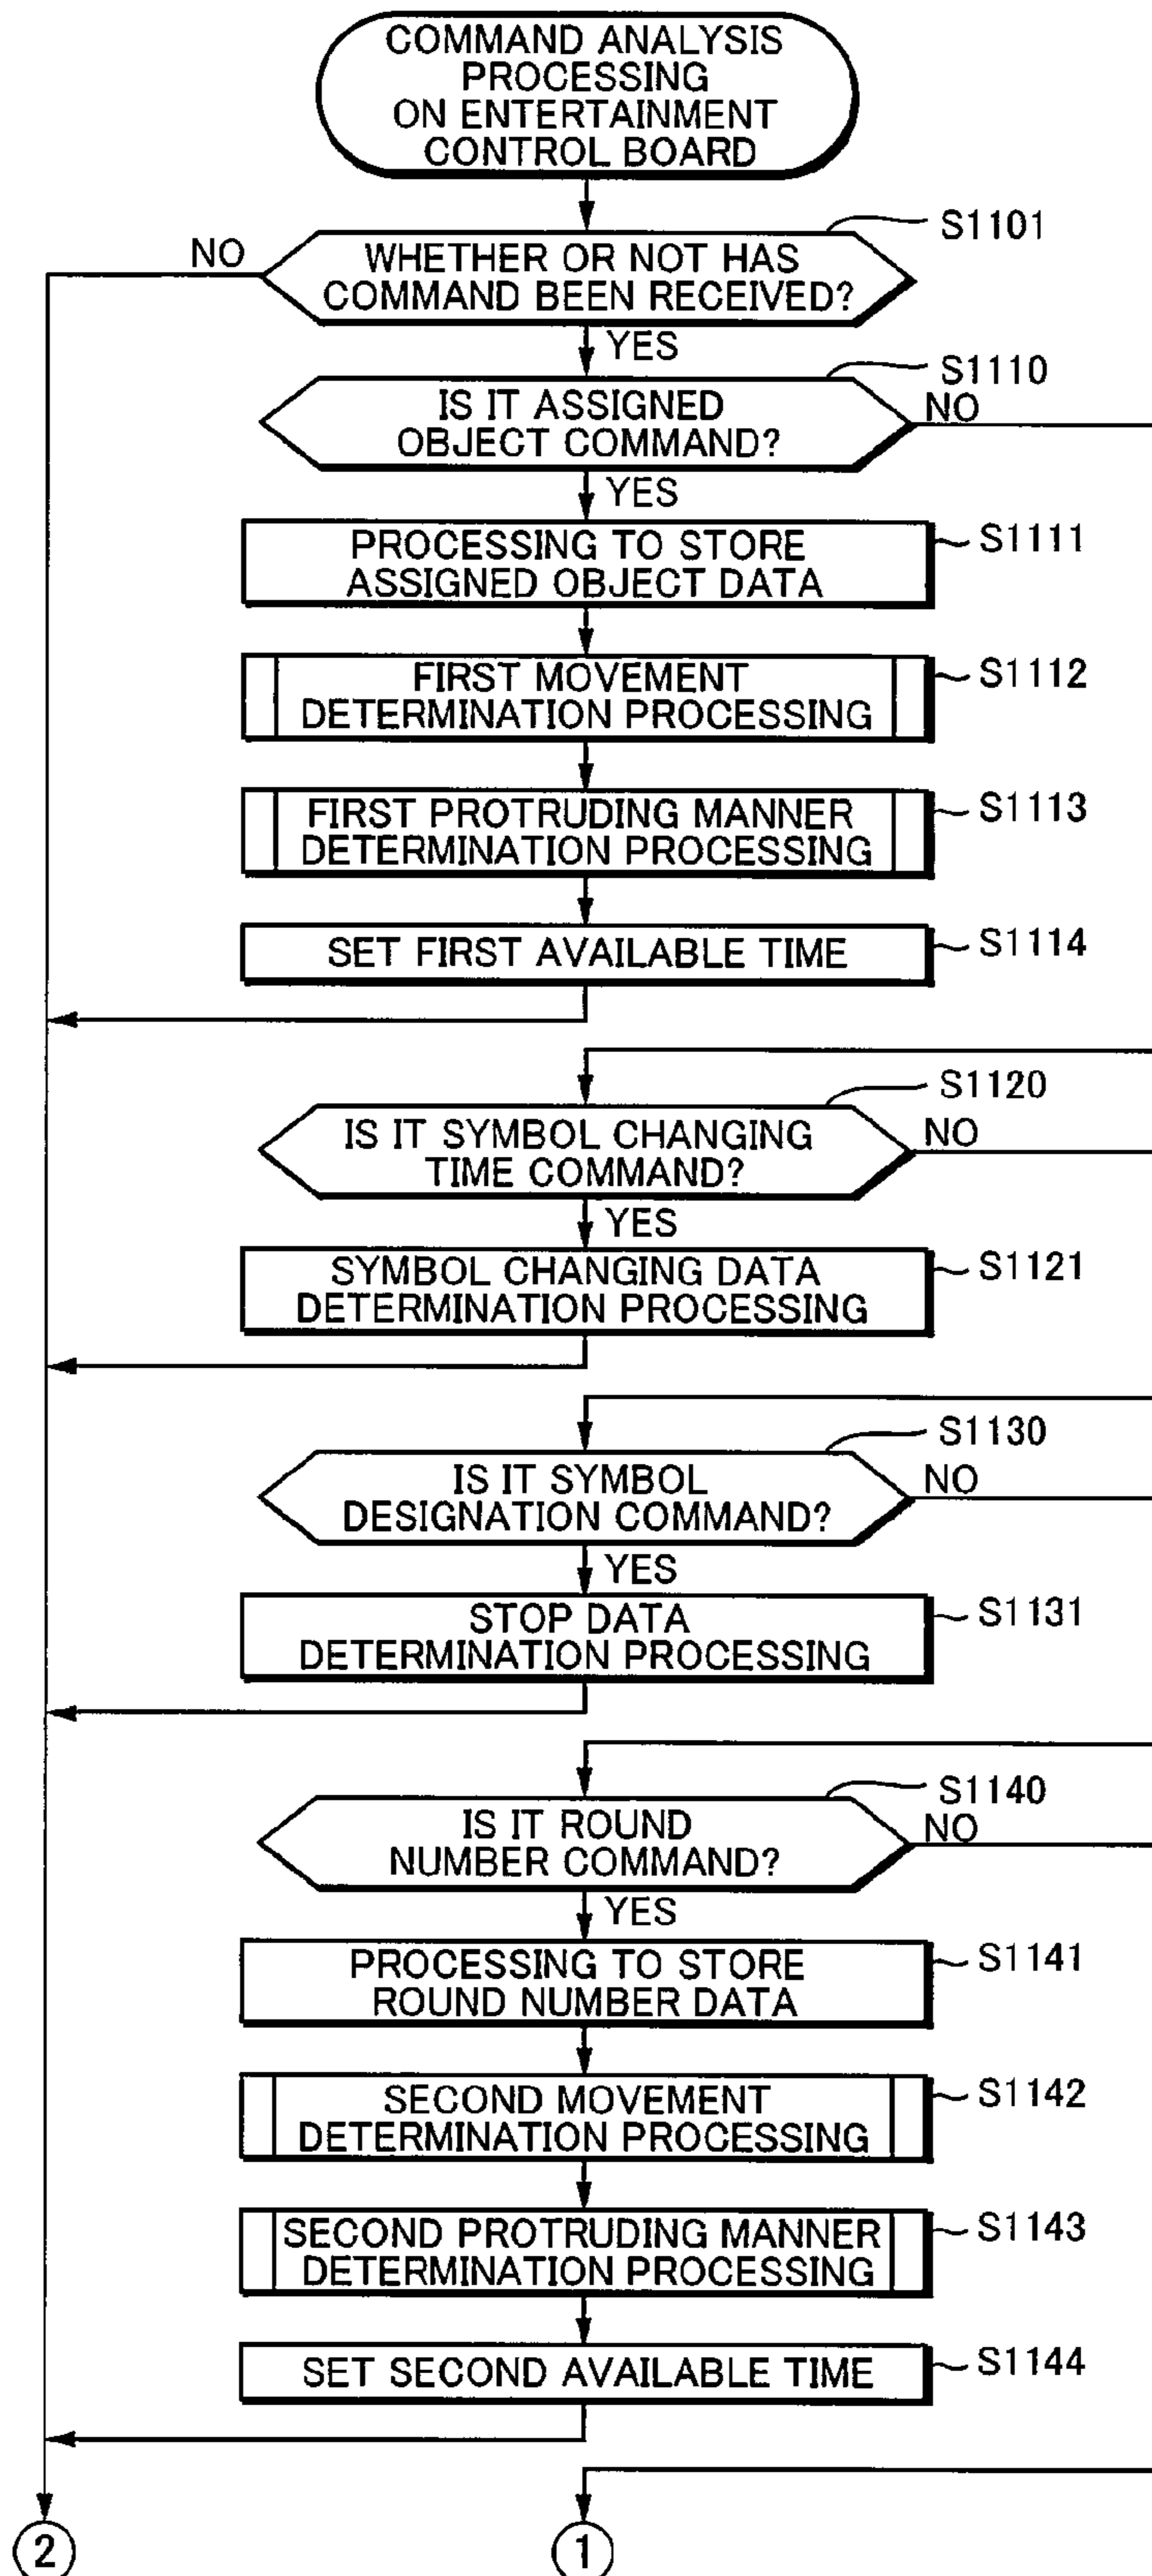 COMMAND ANALYSIS
PROCESSING
ON ENTERTAINMENT
CONTROL BOARD
S1101
NO
WHETHER OR NOT HAS
COMMAND BEEN RECEIVED?
YES
S1110
IS IT ASSIGNED
OBJECT COMMAND?
NO
YES
PROCESSING TO STORE
ASSIGNED OBJECT DATA
S1111
FIRST MOVEMENT
DETERMINATION PROCESSING
S1112
FIRST PROTRUDING MANNER
DETERMINATION PROCESSING
S1113
SET FIRST AVAILABLE TIME
S1114
S1120
IS IT SYMBOL CHANGING
TIME COMMAND?
NO
YES
SYMBOL CHANGING DATA
DETERMINATION PROCESSING
S1121
S1130
IS IT SYMBOL
DESIGNATION COMMAND?
NO
YES
STOP DATA
DETERMINATION PROCESSING
S1131
S1140
IS IT ROUND
NUMBER COMMAND?
NO
YES
PROCESSING TO STORE
ROUND NUMBER DATA
S1141
SECOND MOVEMENT
DETERMINATION PROCESSING
S1142
SECOND PROTRUDING MANNER
DETERMINATION PROCESSING
S1143
SET SECOND AVAILABLE TIME
S1144
2
1